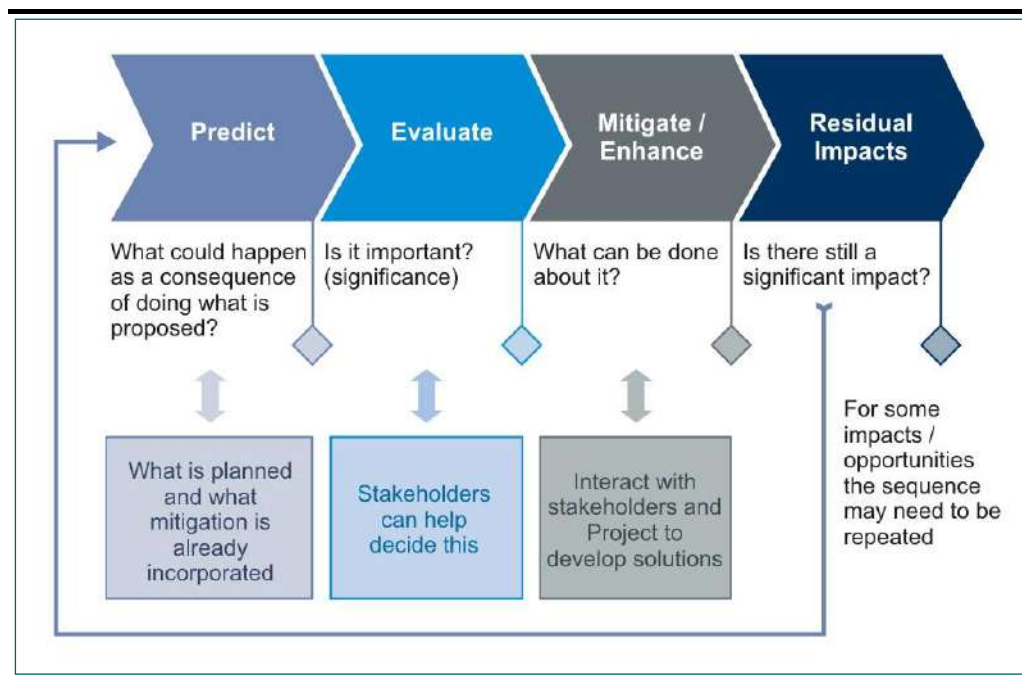 Predict
Evaluate
Mitigate /
Enhance
Residual
Impacts
What could happen
as a consequence
of doing what is
proposed?
Is it important?
(significance)
What can be done
about it?
Is there still a
significant impact?
What is planned
and what
mitigation is
already
incorporated
Stakeholders
can help
decide this
Interact with
stakeholders and
Project to
develop solutions
For some
impacts /
opportunities
the sequence
may need to be
repeated